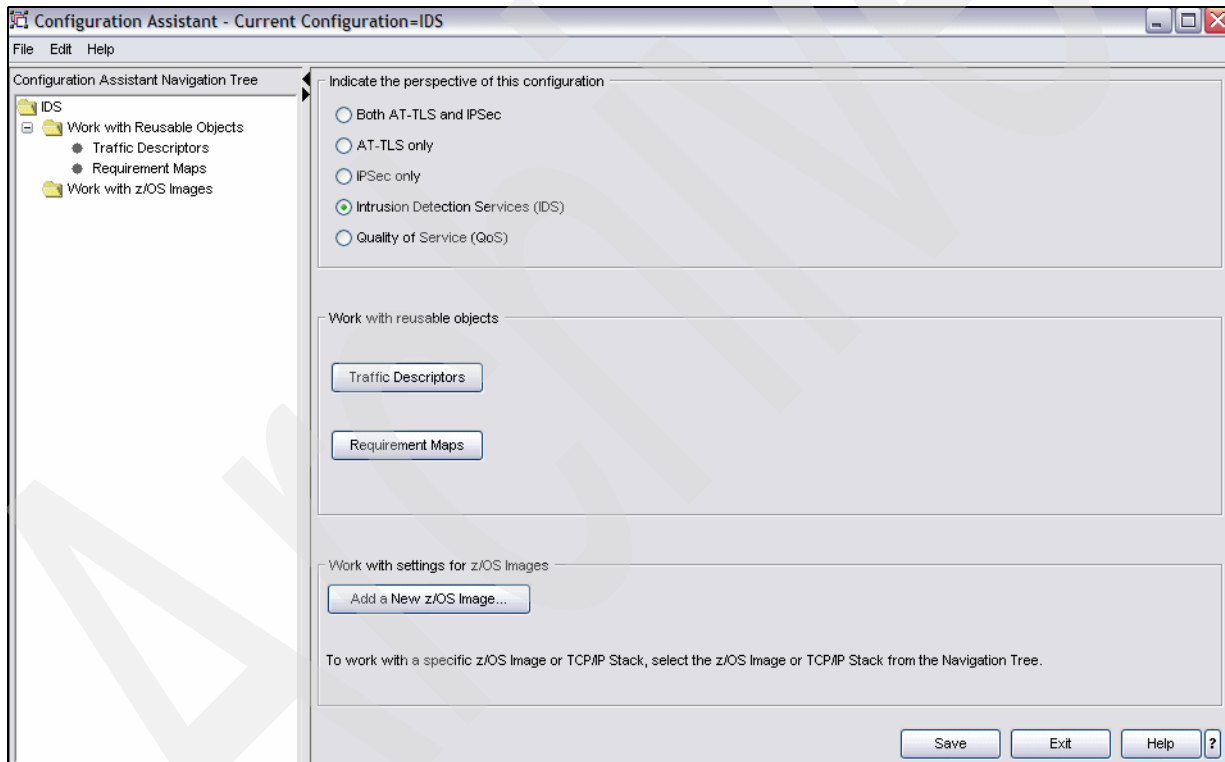 Configuration Assistant - Current Configuration=IDS
File Edit Help
Configuration Assistant Navigation Tree
IDS
Work with Reusable Objects
Traffic Descriptors
Requirement Maps
Work with z/OS Images
Indicate the perspective of this configuration
Both AT-TLS and IPSec
AT-TLS only
IPSec only
Intrusion Detection Services (IDS)
Quality of Service (QoS)
Work with reusable objects
Traffic Descriptors
Requirement Maps
Work with settings for z/OS Images
Add a New z/OS Image...
To work with a specific z/OS Image or TCP/IP Stack, select the z/OS Image or TCP/IP Stack from the Navigation Tree.
Save Exit Help ?